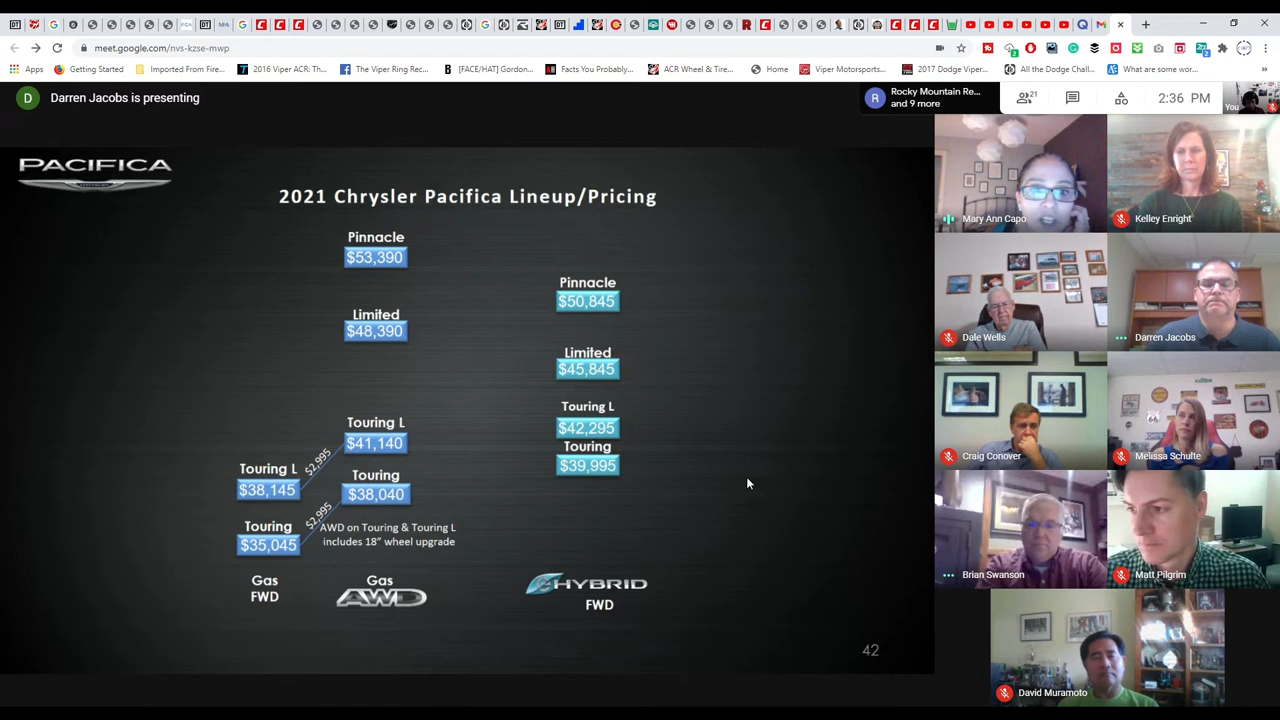 meet.google.com/nvs-kzse-mwp
Apps
Getting Started
Imported From Fire...
2016 Viper ACR: Th...
The Viper Ring Rec...
[FACE/HAT] Gordon...
Facts You Probably...
ACR Wheel & Tire...
Home
Viper Motorsports...
2017 Dodge Viper...
All the Dodge Chall...
What are some wor...
D
Darren Jacobs is presenting
R
Rocky Mountain Re...
and 9 more
21
2:36 PM
You
PACIFICA
2021 Chrysler Pacifica Lineup/Pricing
Pinnacle
$53,390
Pinnacle
$50,845
Limited
$48,390
Limited
$45,845
Touring L
$42,295
Touring L
$41,140
Touring
$39,995
Touring L
$38,145
$2,995
Touring
$38,040
Touring
$35,045
$2,995
AWD on Touring & Touring L
includes 18" wheel upgrade
Gas
FWD
Gas
AWD
HYBRID
FWD
42
Mary Ann Capo
Kelley Enright
Dale Wells
Darren Jacobs
Craig Conover
Melissa Schulte
Brian Swanson
Matt Pilgrim
David Muramoto